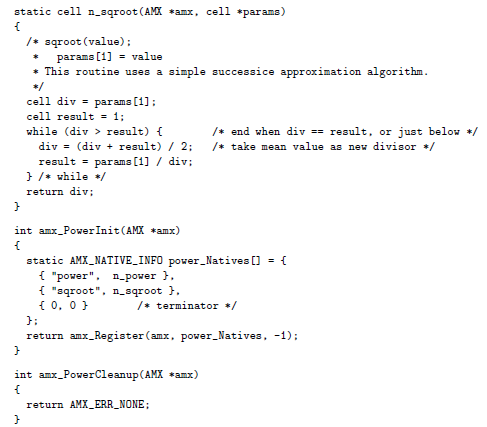 static cell n_sqroot(AMX *amx, cell *params)
{
  /* sqroot(value);
   *   params[1] = value
   * This routine uses a simple successice approximation algorithm.
   */
  cell div = params[1];
  cell result = 1;
  while (div > result) {       /* end when div == result, or just below */
    div = (div + result) / 2;  /* take mean value as new divisor */
    result = params[1] / div;
  } /* while */
  return div;
}
int amx_PowerInit(AMX *amx)
{
  static AMX_NATIVE_INFO power_Natives[] = {
    { "power",  n_power },
    { "sqroot", n_sqroot },
    { 0, 0 }       /* terminator */
  };
  return amx_Register(amx, power_Natives, -1);
}
int amx_PowerCleanup(AMX *amx)
{
  return AMX_ERR_NONE;
}